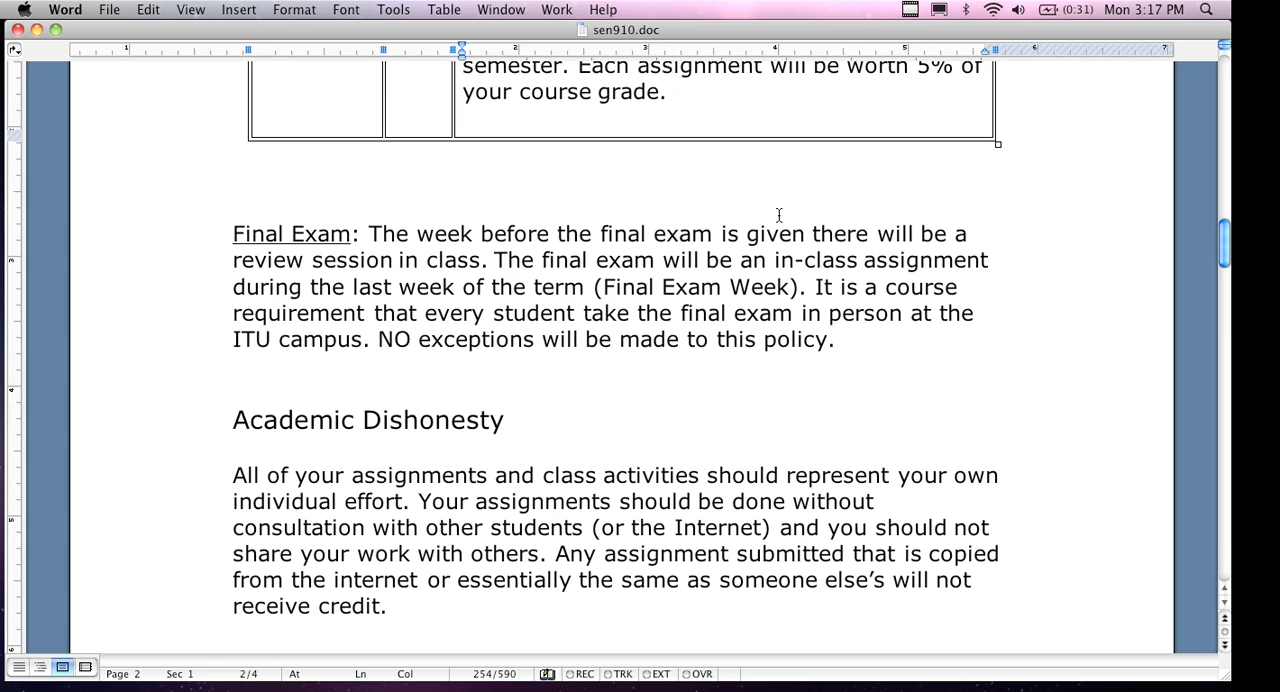 Word File Edit View Insert Format Font Tools Table Window Work Help (0:31) Mon 3:17 PM
sen910.doc
1 2 3 4 5 6 7
semester. Each assignment will be worth 5% of
your course grade.
Final Exam: The week before the final exam is given there will be a
review session in class. The final exam will be an in-class assignment
during the last week of the term (Final Exam Week). It is a course
requirement that every student take the final exam in person at the
ITU campus. NO exceptions will be made to this policy.
Academic Dishonesty
All of your assignments and class activities should represent your own
individual effort. Your assignments should be done without
consultation with other students (or the Internet) and you should not
share your work with others. Any assignment submitted that is copied
from the internet or essentially the same as someone else’s will not
receive credit.
Page 2 Sec 1 2/4 At Ln Col 254/590 REC TRK EXT OVR